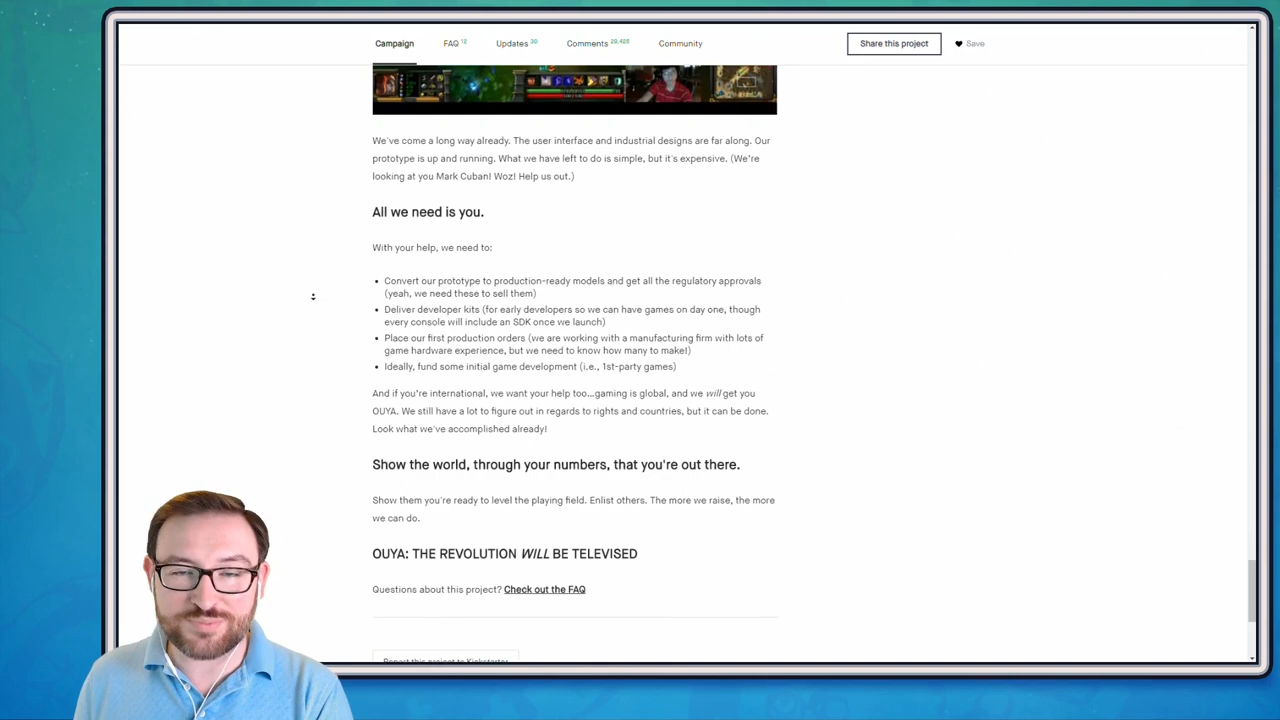 Campaign FAQ 12 Updates 30 Comments 29,426 Community Share this project Save
We've come a long way already. The user interface and industrial designs are far along. Our
prototype is up and running. What we have left to do is simple, but it's expensive. (We're
looking at you Mark Cuban! Woz! Help us out.)
All we need is you.
With your help, we need to:
Convert our prototype to production-ready models and get all the regulatory approvals
(yeah, we need these to sell them)
Deliver developer kits (for early developers so we can have games on day one, though
every console will include an SDK once we launch)
Place our first production orders (we are working with a manufacturing firm with lots of
game hardware experience, but we need to know how many to make!)
Ideally, fund some initial game development (i.e., 1st-party games)
And if you're international, we want your help too...gaming is global, and we will get you
OUYA. We still have a lot to figure out in regards to rights and countries, but it can be done.
Look what we've accomplished already!
Show the world, through your numbers, that you're out there.
Show them you're ready to level the playing field. Enlist others. The more we raise, the more
we can do.
OUYA: THE REVOLUTION WILL BE TELEVISED
Questions about this project? Check out the FAQ
Report this project to Kickstarter